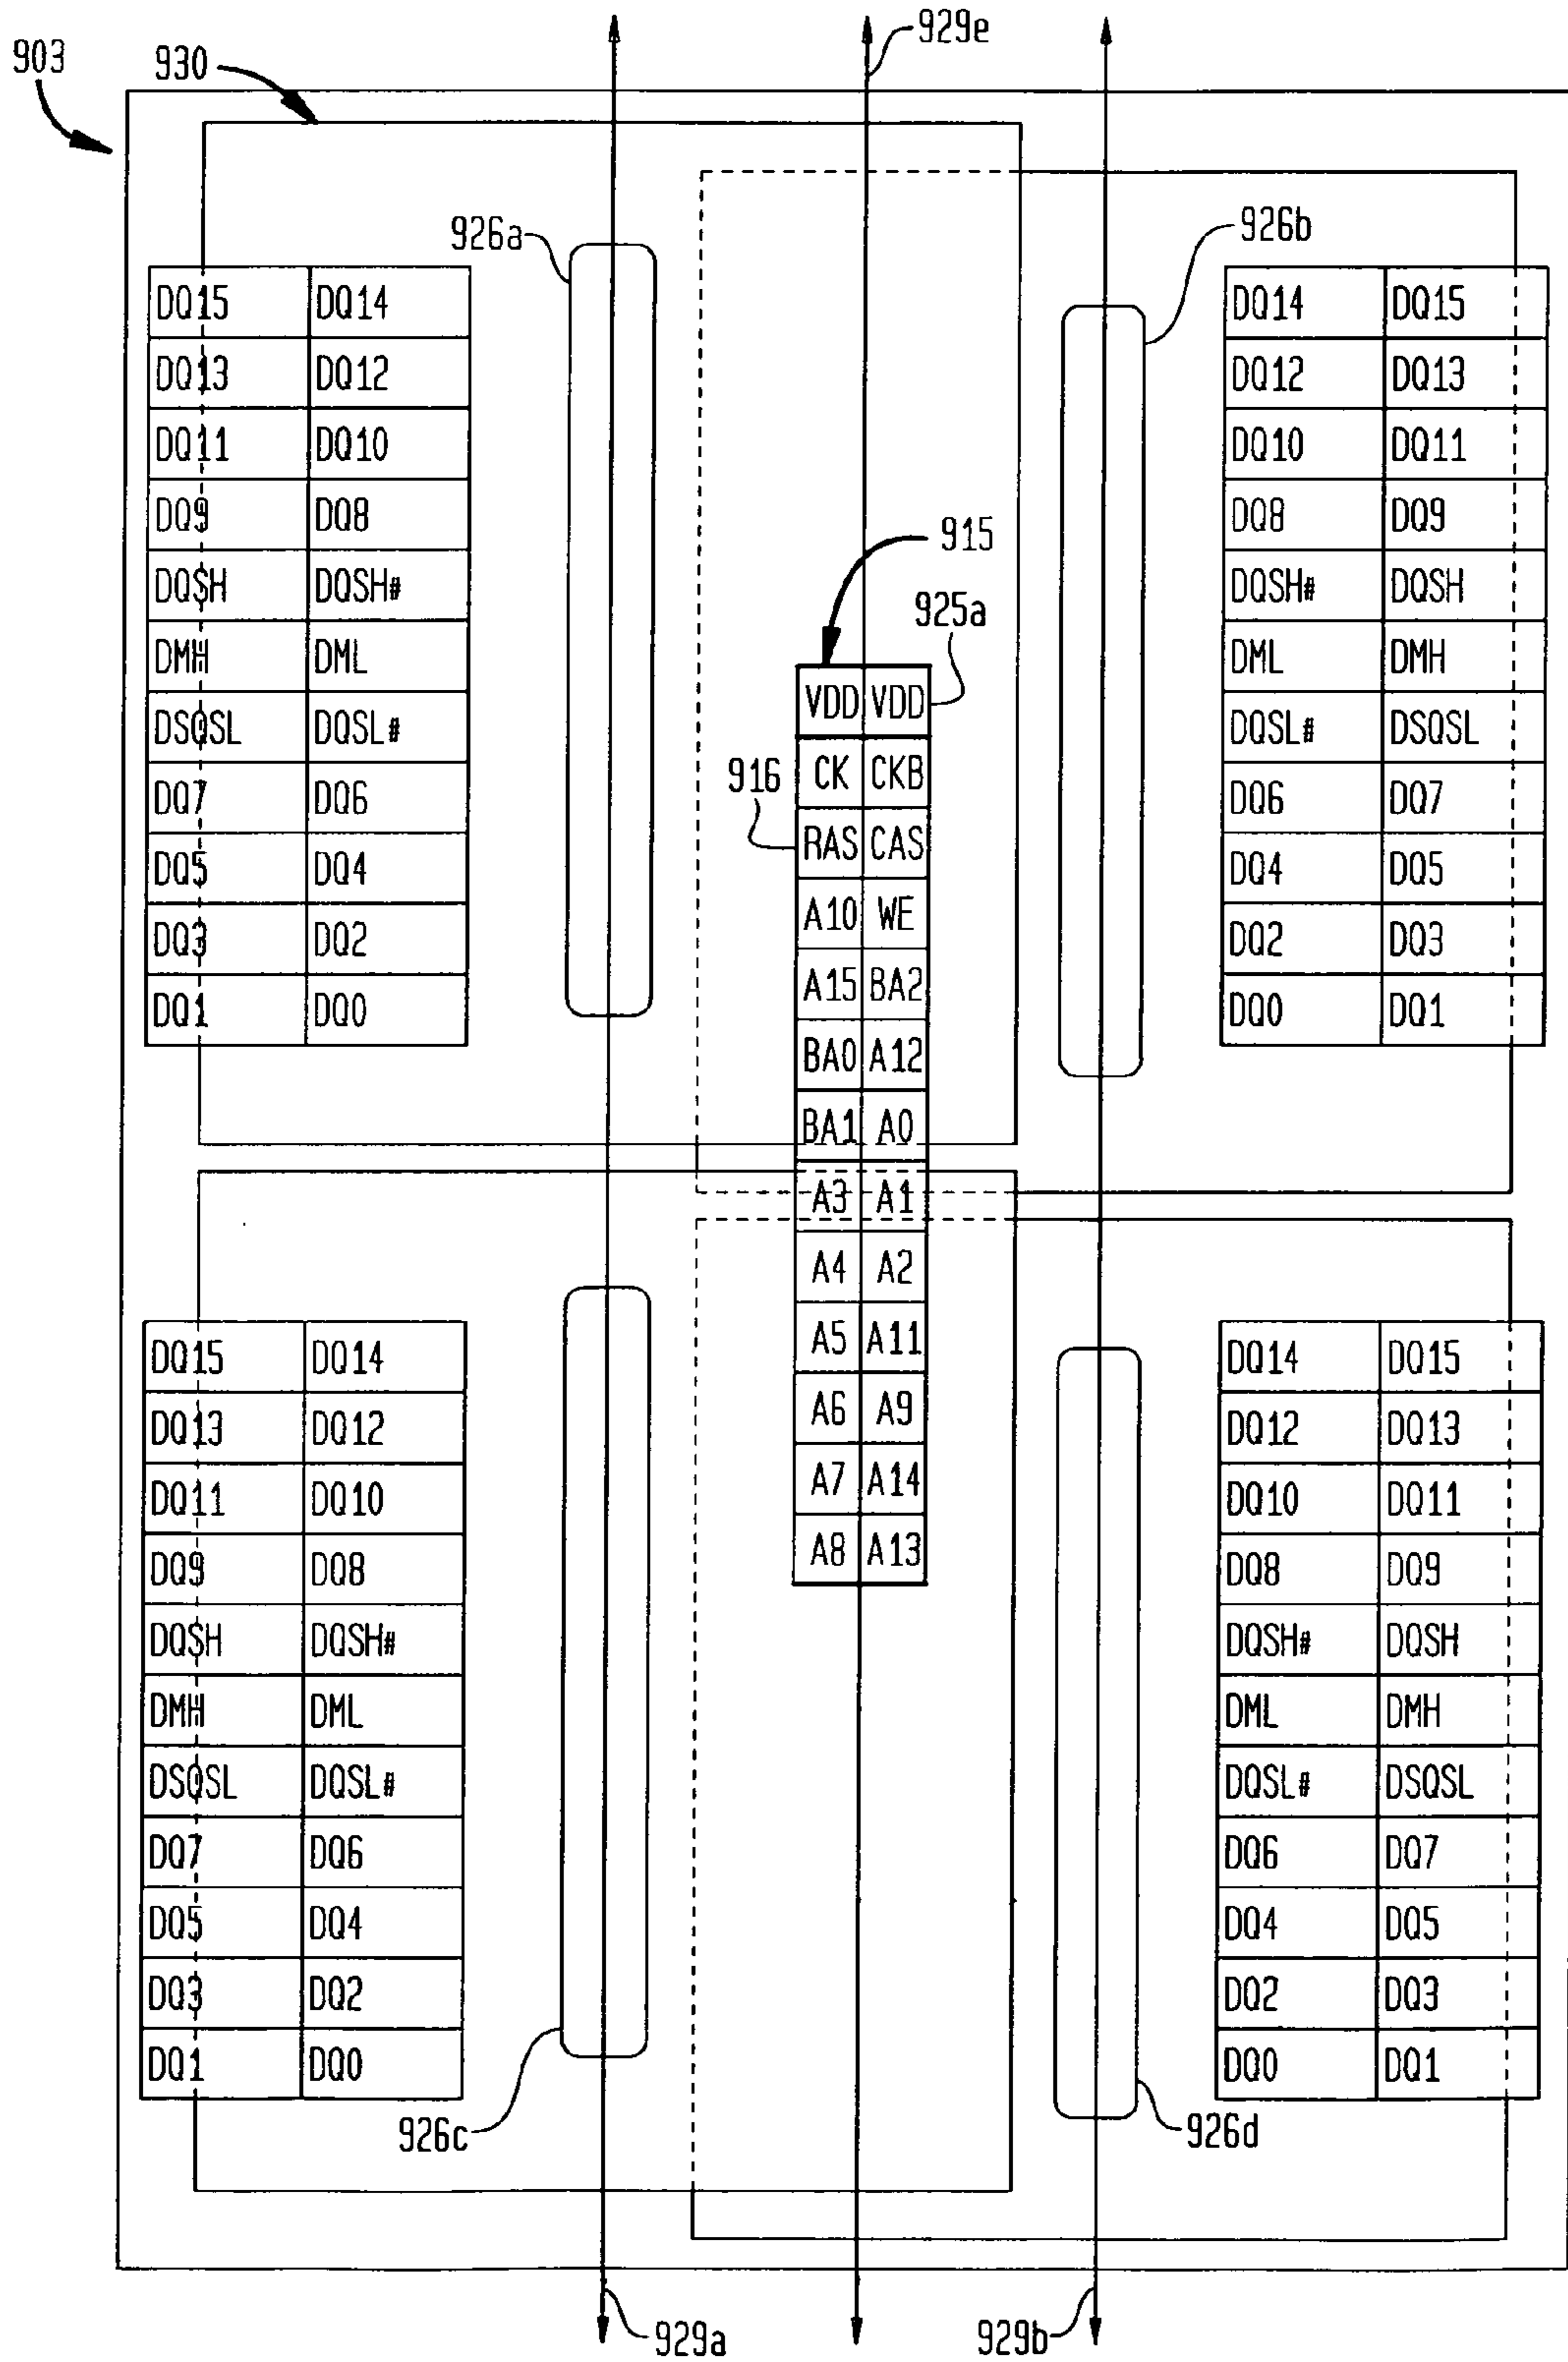 929e
903
930
926a
926b
DQ15 DQ14
DQ13 DQ12
DQ11 DQ10
DQ9 DQ8
DQSH DQSH#
DMH DML
DSQSL DQSL#
DQ7 DQ6
DQ5 DQ4
DQ3 DQ2
DQ1 DQ0
915
925a
916
VDD VDD
CK CKB
RAS CAS
A10 WE
A15 BA2
BA0 A12
BA1 A0
A3 A1
A4 A2
A5 A11
A6 A9
A7 A14
A8 A13
DQ14 DQ15
DQ12 DQ13
DQ10 DQ11
DQ8 DQ9
DQSH# DQSH
DML DMH
DQSL# DSQSL
DQ6 DQ7
DQ4 DQ5
DQ2 DQ3
DQ0 DQ1
DQ15 DQ14
DQ13 DQ12
DQ11 DQ10
DQ9 DQ8
DQSH DQSH#
DMH DML
DSQSL DQSL#
DQ7 DQ6
DQ5 DQ4
DQ3 DQ2
DQ1 DQ0
DQ14 DQ15
DQ12 DQ13
DQ10 DQ11
DQ8 DQ9
DQSH# DQSH
DML DMH
DQSL# DSQSL
DQ6 DQ7
DQ4 DQ5
DQ2 DQ3
DQ0 DQ1
926c
926d
929a
929b